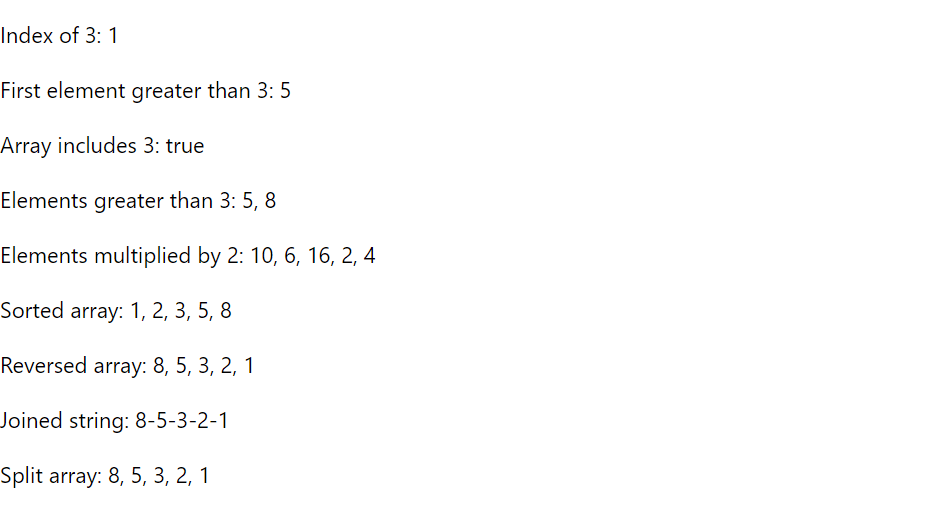 Index of 3: 1
First element greater than 3: 5
Array includes 3: true
Elements greater than 3: 5, 8
Elements multiplied by 2: 10, 6, 16, 2, 4
Sorted array: 1, 2, 3, 5, 8
Reversed array: 8, 5, 3, 2, 1
Joined string: 8-5-3-2-1
Split array: 8, 5, 3, 2, 1